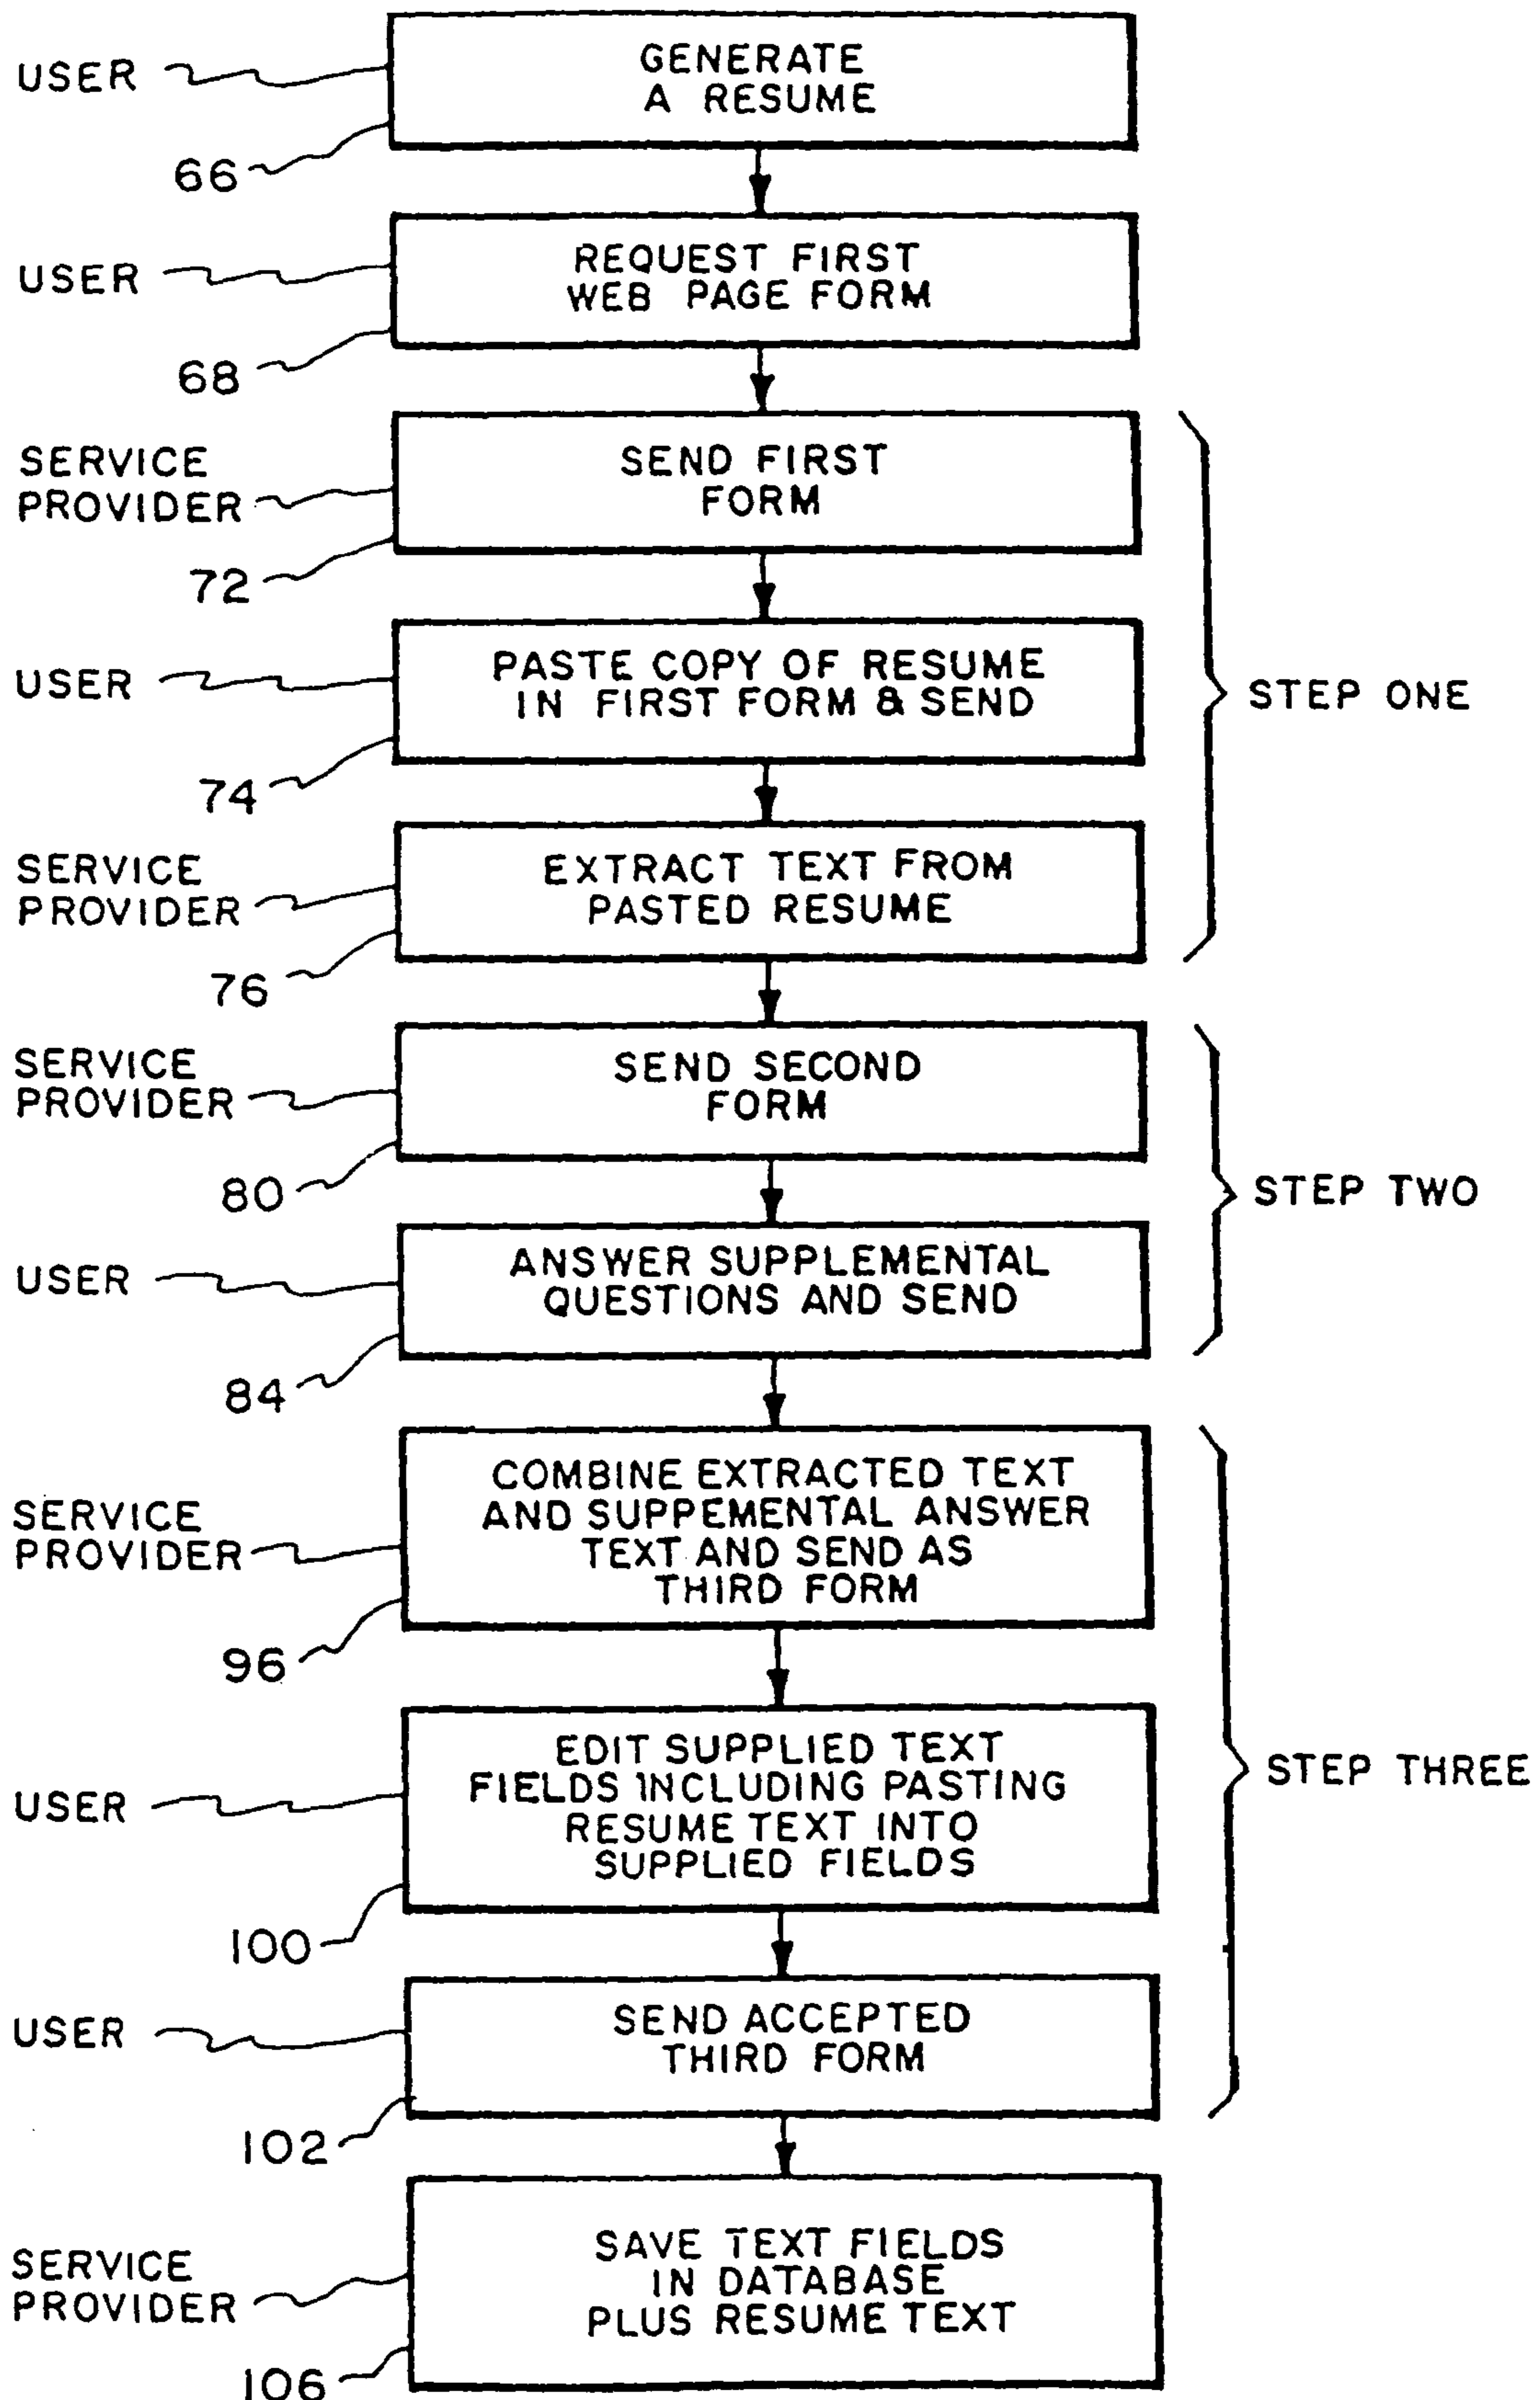 USER
GENERATE
A RESUME
66
USER
REQUEST FIRST
WEB PAGE FORM
68
SERVICE
PROVIDER
SEND FIRST
FORM
72
USER
PASTE COPY OF RESUME
IN FIRST FORM & SEND
74
STEP ONE
SERVICE
PROVIDER
EXTRACT TEXT FROM
PASTED RESUME
76
SERVICE
PROVIDER
SEND SECOND
FORM
80
STEP TWO
USER
ANSWER SUPPLEMENTAL
QUESTIONS AND SEND
84
SERVICE
PROVIDER
COMBINE EXTRACTED TEXT
AND SUPPEMENTAL ANSWER
TEXT AND SEND AS
THIRD FORM
96
USER
EDIT SUPPLIED TEXT
FIELDS INCLUDING PASTING
RESUME TEXT INTO
SUPPLIED FIELDS
100
STEP THREE
USER
SEND ACCEPTED
THIRD FORM
102
SERVICE
PROVIDER
SAVE TEXT FIELDS
IN DATABASE
PLUS RESUME TEXT
106